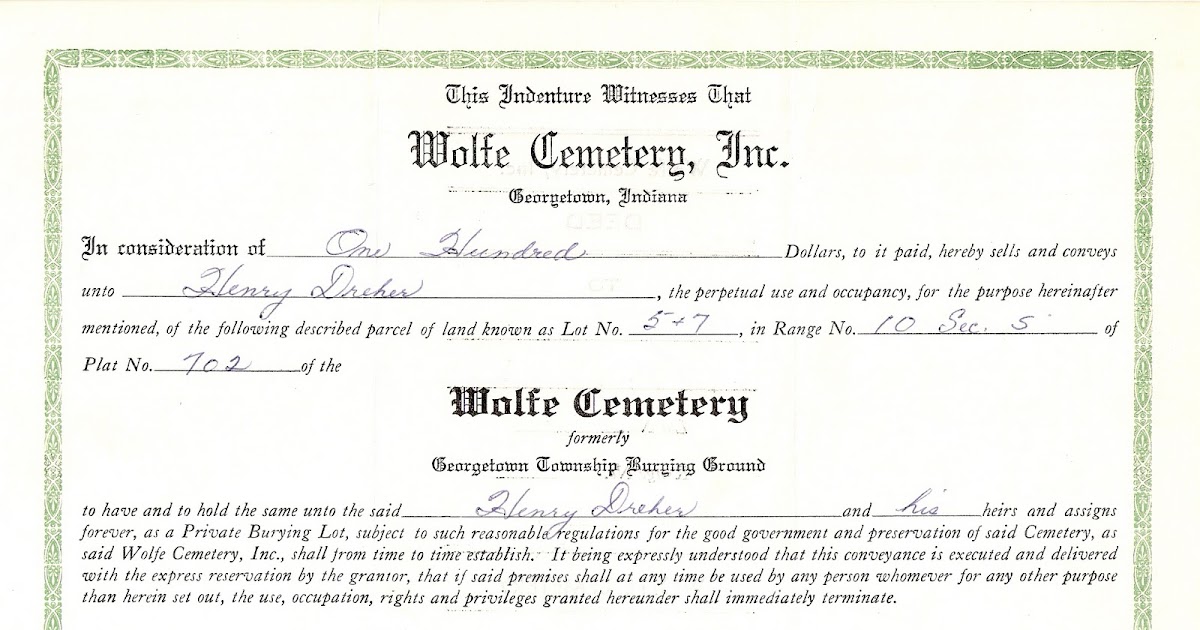 This Indenture Witnesses That
Wolfe Cemetery, Inc.
Georgetown, Indiana
In consideration of One Hundred Dollars, to it paid, hereby sells and conveys
unto Henry Dreher, the perpetual use and occupancy, for the purpose hereinafter
mentioned, of the following described parcel of land known as Lot No. 5+7, in Range No. 10 Sec. 5 of
Plat No. 702 of the
Wolfe Cemetery
formerly
Georgetown Township Burying Ground
to have and to hold the same unto the said Henry Dreher and his heirs and assigns
forever, as a Private Burying Lot, subject to such reasonable regulations for the good government and preservation of said Cemetery, as
said Wolfe Cemetery, Inc., shall from time to time establish. It being expressly understood that this conveyance is executed and delivered
with the express reservation by the grantor, that if said premises shall at any time be used by any person whomever for any other purpose
than herein set out, the use, occupation, rights and privileges granted hereunder shall immediately terminate.